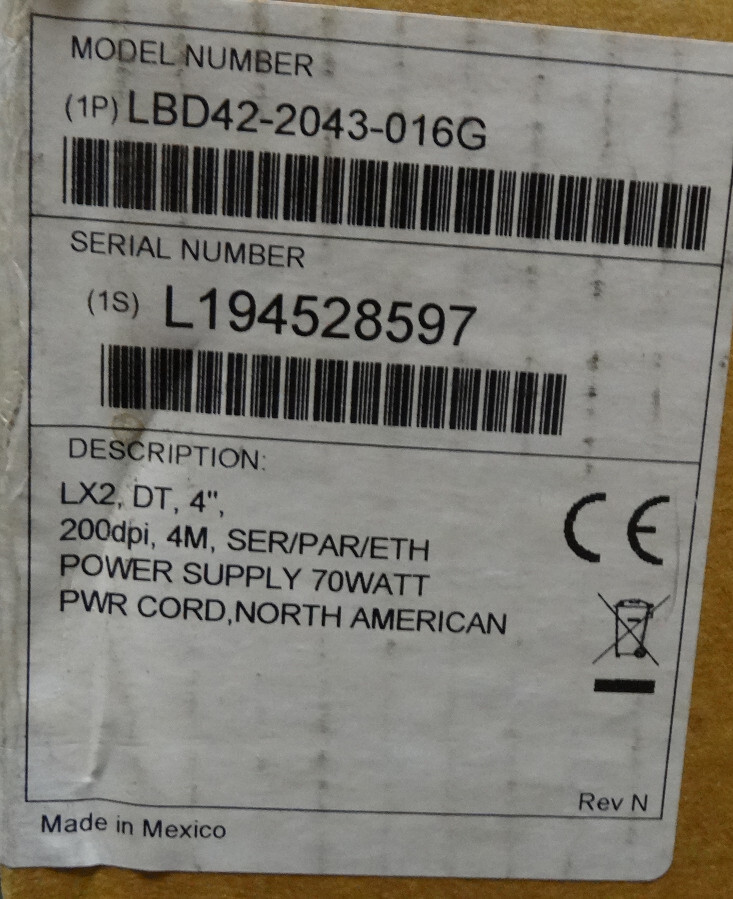 MODEL NUMBER
(1P) LBD42-2043-016G
SERIAL NUMBER
(1S) L194528597
DESCRIPTION:
LX2, DT, 4",
200dpi, 4M, SER/PAR/ETH
POWER SUPPLY 70WATT
PWR CORD,NORTH AMERICAN
CE
Rev N
Made in Mexico